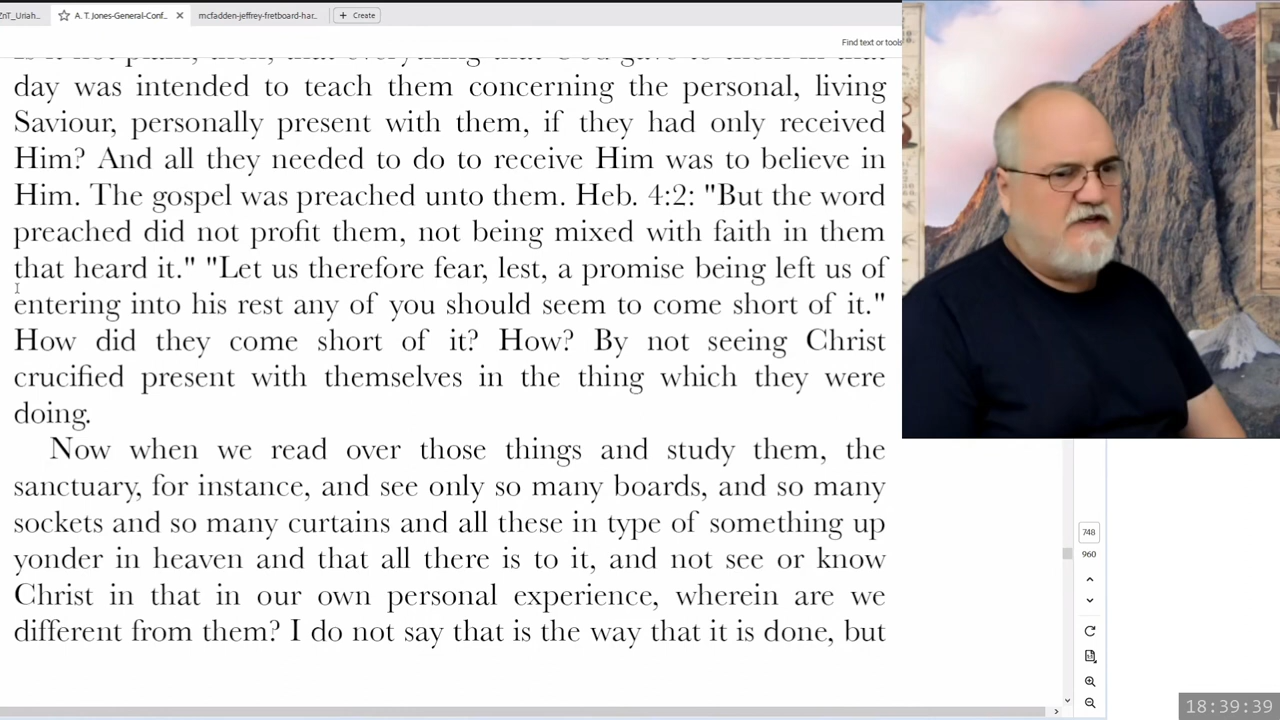 ZnT_Uriah...
A. T. Jones-General-Conf...
mcfadden-jeffrey-fretboard-har...
Create
Find text or tools
day was intended to teach them concerning the personal, living
Saviour, personally present with them, if they had only received
Him? And all they needed to do to receive Him was to believe in
Him. The gospel was preached unto them. Heb. 4:2: "But the word
preached did not profit them, not being mixed with faith in them
that heard it." "Let us therefore fear, lest, a promise being left us of
entering into his rest any of you should seem to come short of it."
How did they come short of it? How? By not seeing Christ
crucified present with themselves in the thing which they were
doing.
Now when we read over those things and study them, the
sanctuary, for instance, and see only so many boards, and so many
sockets and so many curtains and all these in type of something up
yonder in heaven and that all there is to it, and not see or know
Christ in that in our own personal experience, wherein are we
different from them? I do not say that is the way that it is done, but
748
960
18:39:39